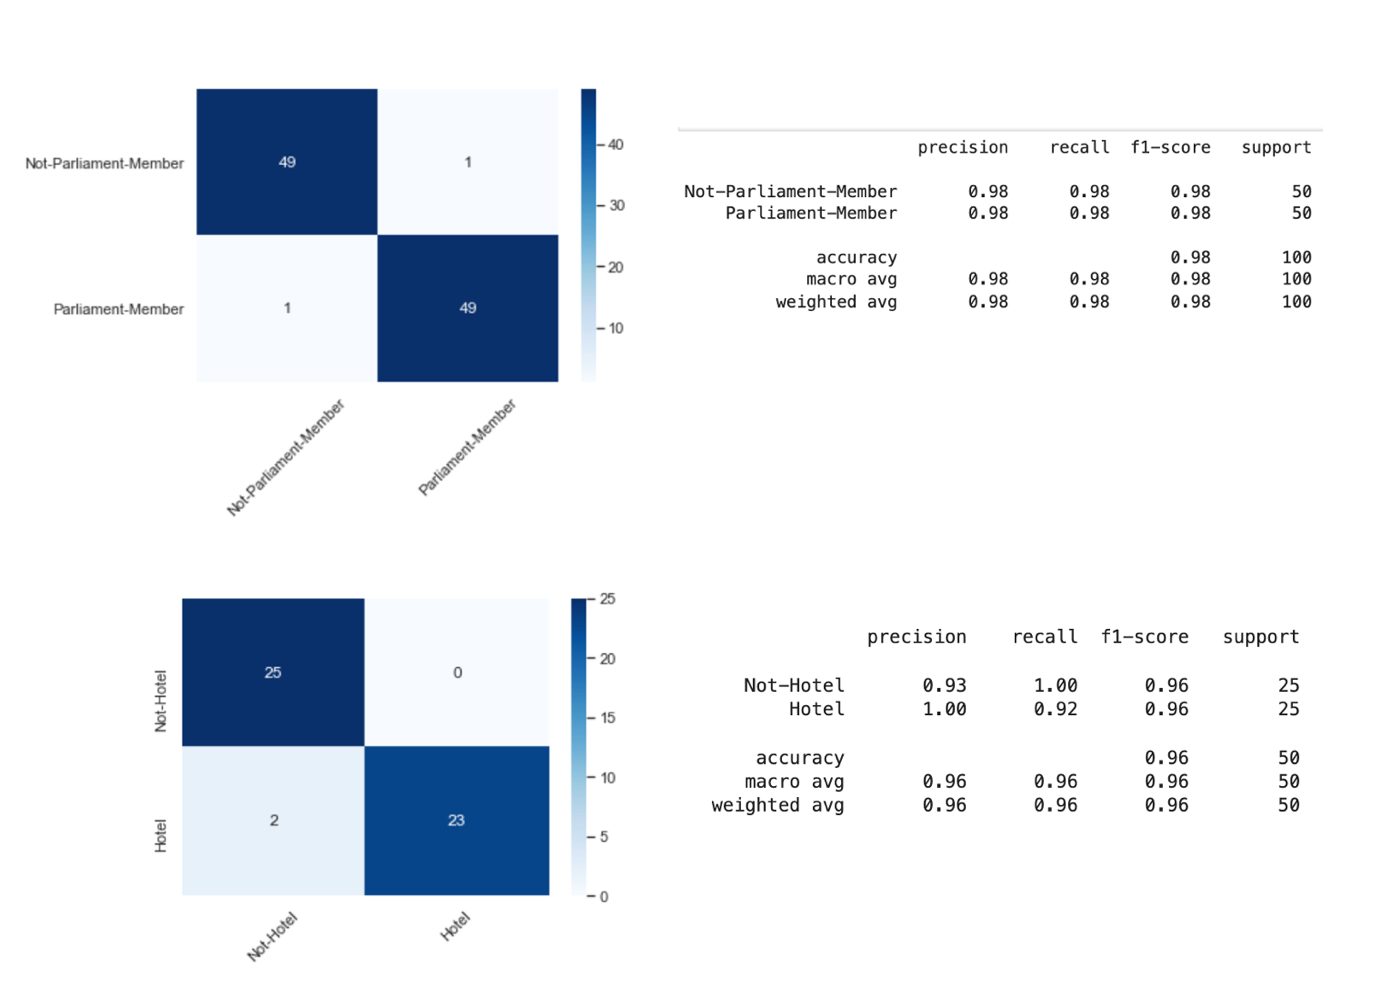 Not-Parliament-Member
49
1
Parliament-Member
1
49
40
30
20
10
Not-Parliament-Member
Parliament-Member
precision recall f1-score support
Not-Parliament-Member 0.98 0.98 0.98 50
Parliament-Member 0.98 0.98 0.98 50
accuracy 0.98 100
macro avg 0.98 0.98 0.98 100
weighted avg 0.98 0.98 0.98 100
Not-Hotel
25
0
Hotel
2
23
25
20
15
10
5
0
Not-Hotel
Hotel
precision recall f1-score support
Not-Hotel 0.93 1.00 0.96 25
Hotel 1.00 0.92 0.96 25
accuracy 0.96 50
macro avg 0.96 0.96 0.96 50
weighted avg 0.96 0.96 0.96 50